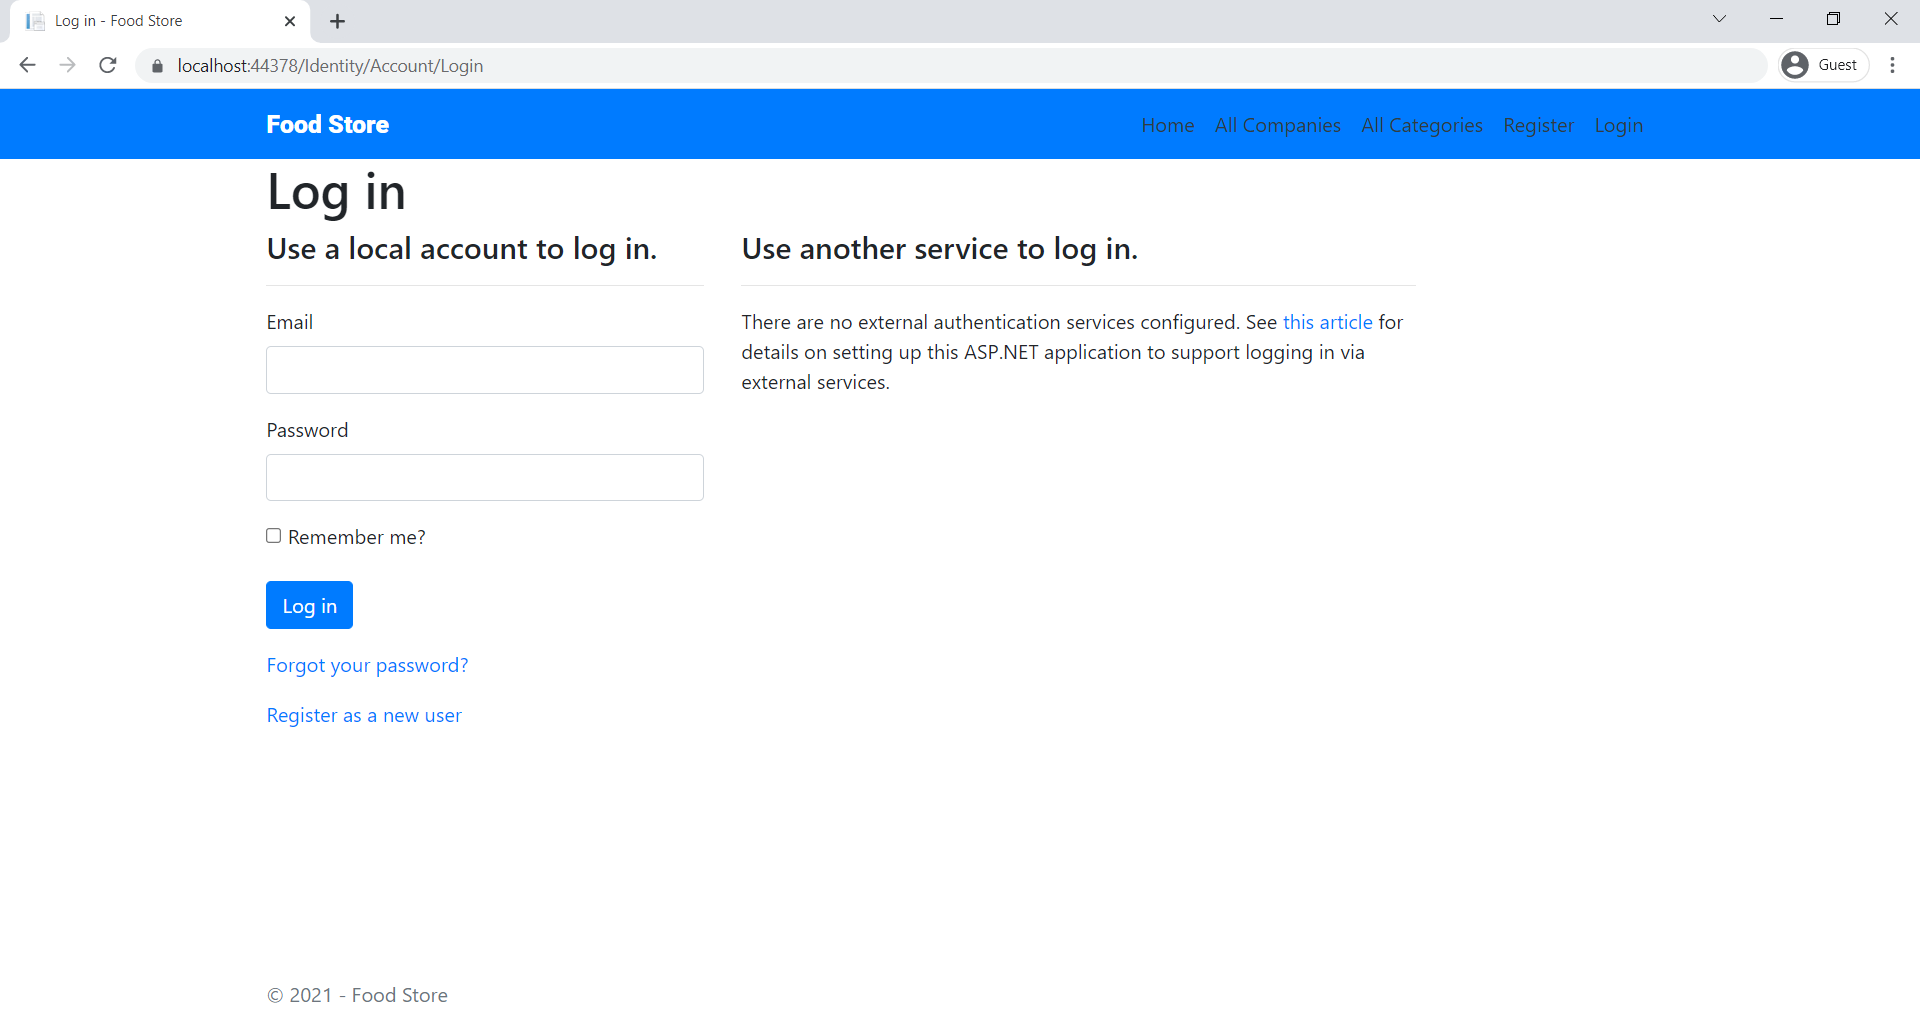 Log in - Food Store
localhost:44378/Identity/Account/Login
Guest
Food Store
Home All Companies All Categories Register Login
Log in
Use a local account to log in.
Email
Password
Remember me?
Log in
Forgot your password?
Register as a new user
Use another service to log in.
There are no external authentication services configured. See this article for
details on setting up this ASP.NET application to support logging in via
external services.
© 2021 - Food Store